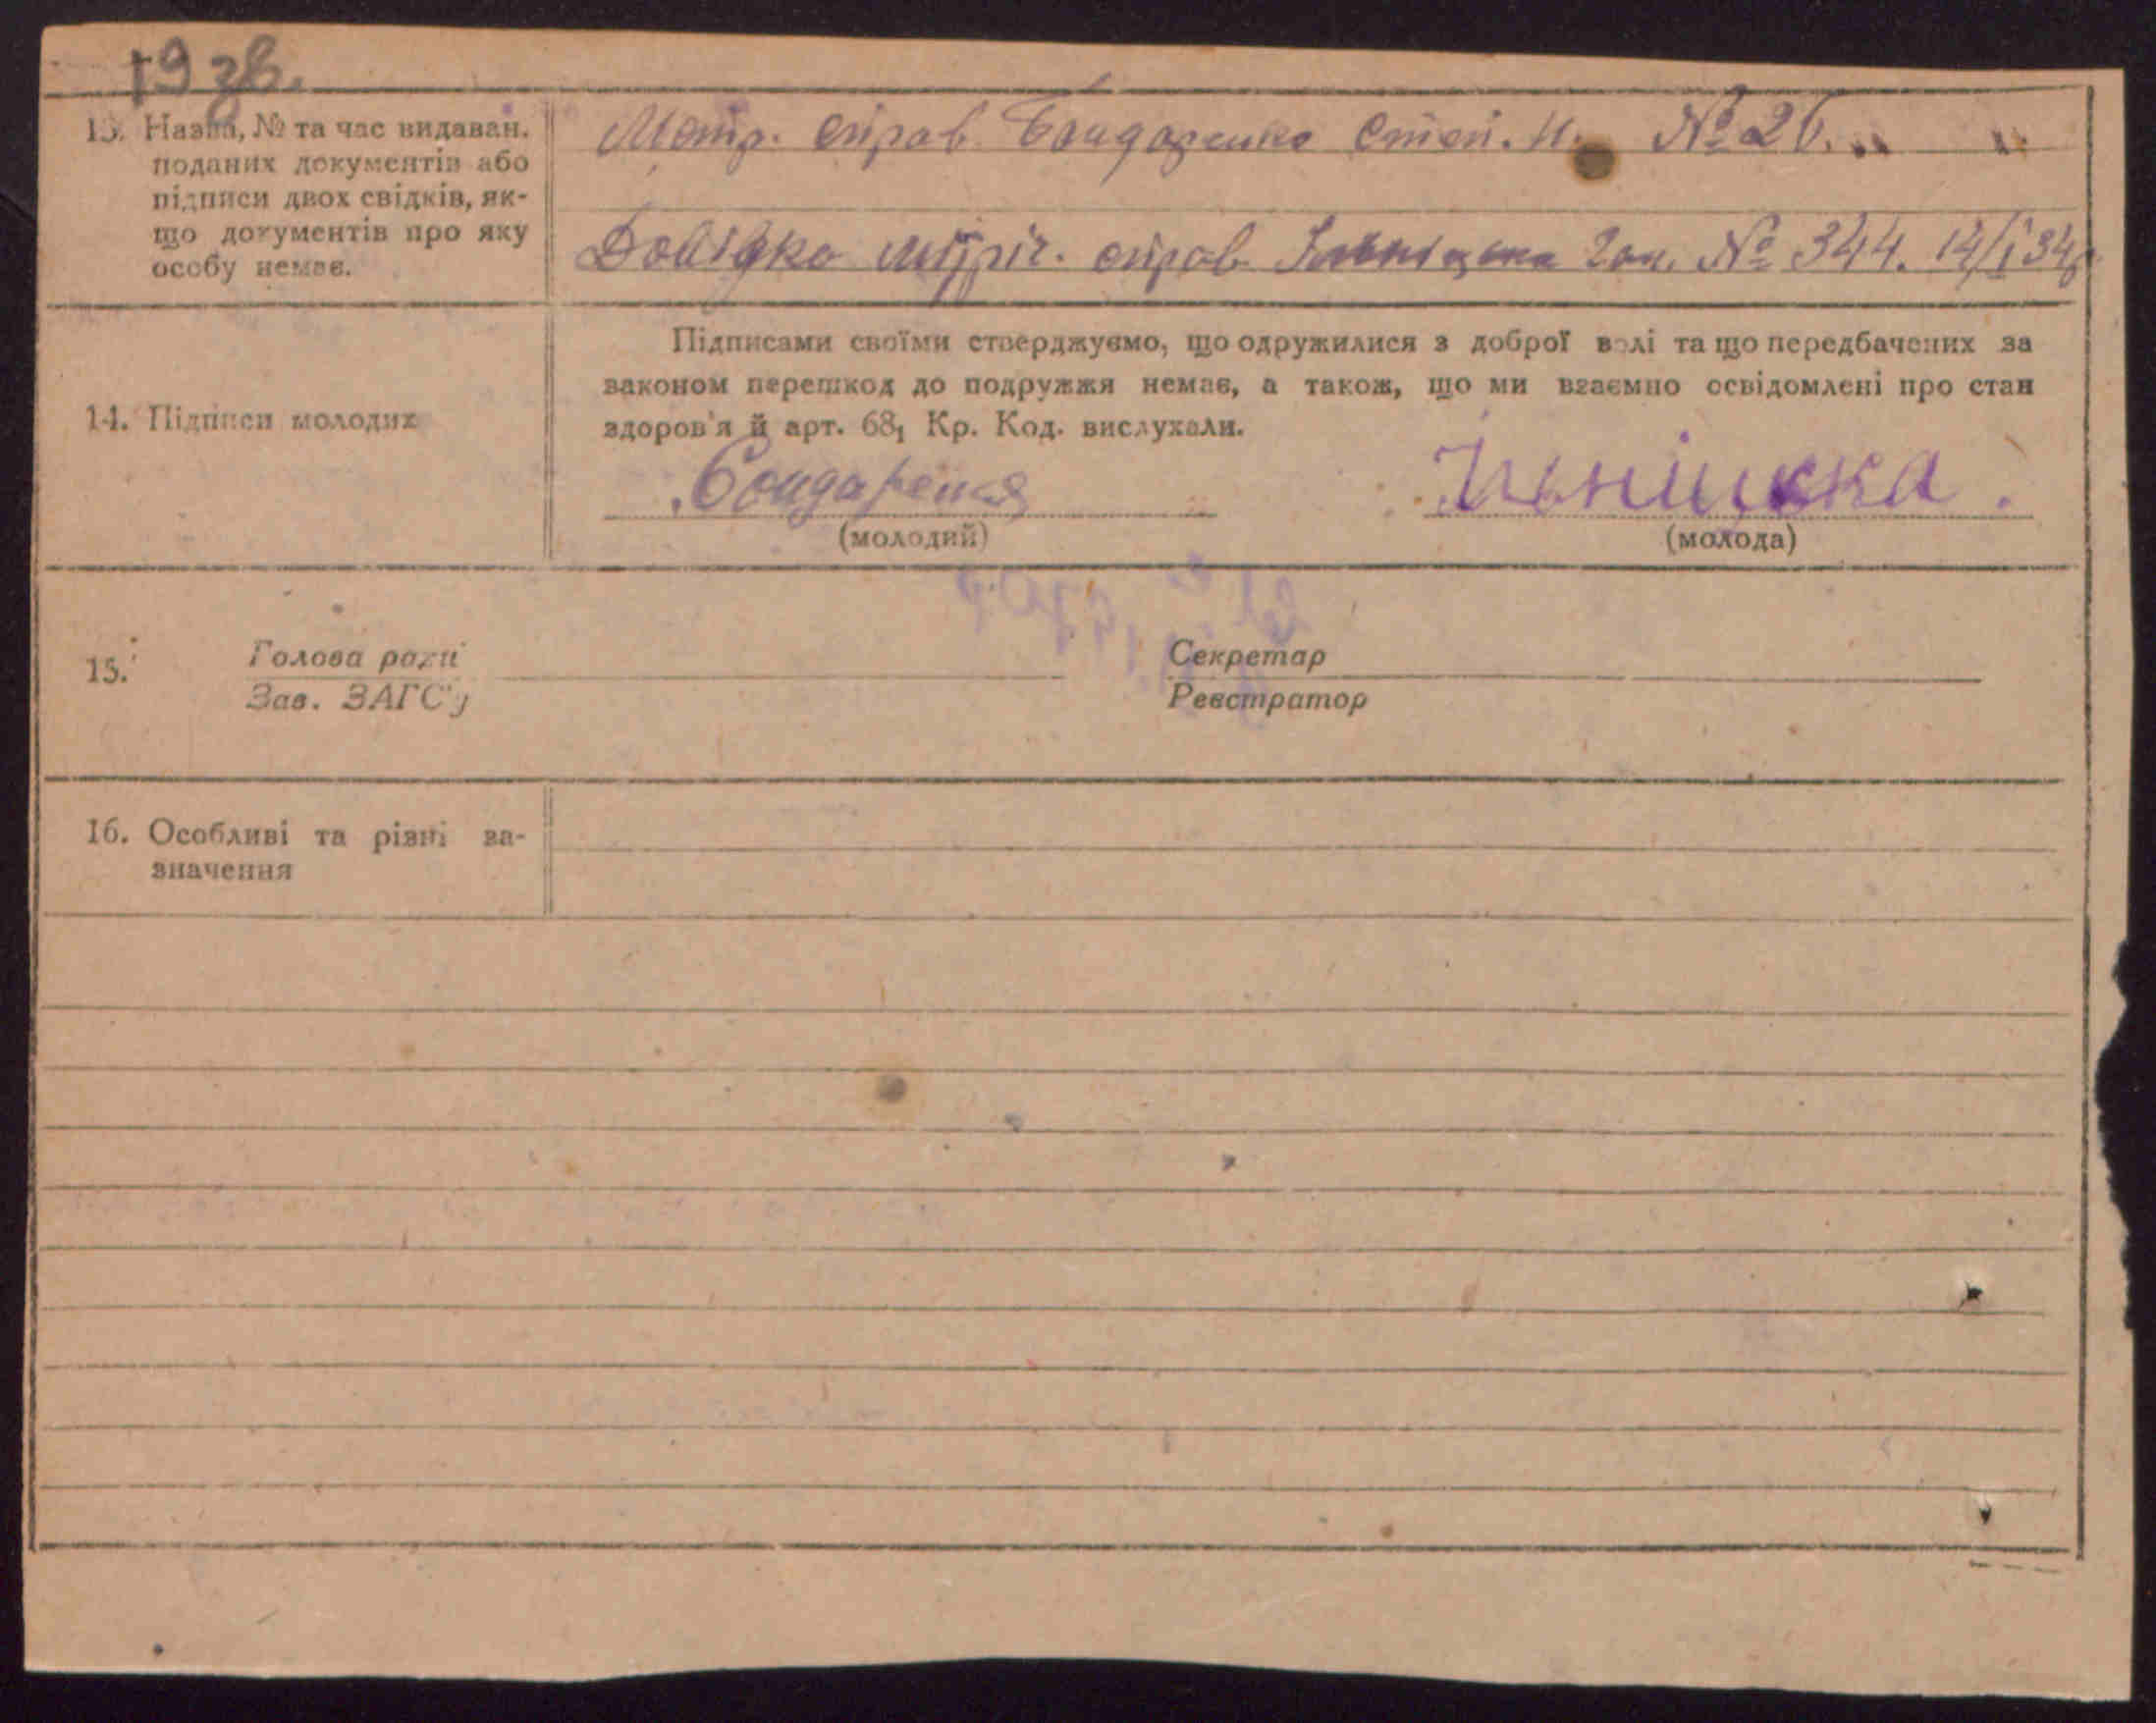 193
13. Назва, № та час видаван.
поданих документів або
підписи двох свідків, як-
що документів про яку
особу немає.
Метр. справ. Бондаренко Степ. И. № 26. „ „
Довідка справ. Ган. № 344. 14/I 34р
14. Підписи молодих
Підписами своїми стверджуємо, що одружилися з доброї волі та що передбачених за
законом перешкод до подружжя немає, а також, що ми взаємно освідомлені про стан
здоров'я й арт. 68₁ Кр. Код. вислухали.
Бондаренко Ільніцька.
(молодий) (молода)
15. Голова ради Секретар
Зав. ЗАГС'у Реєстратор
16. Особливі та різні за-
значення